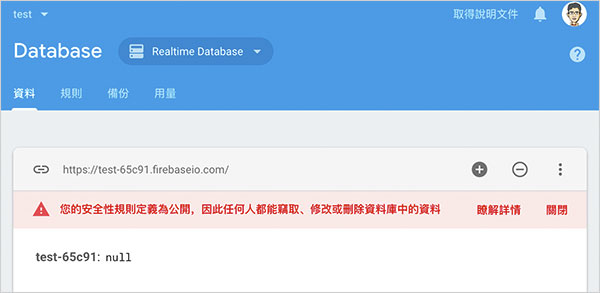 test 取得說明文件
Database Realtime Database
資料 規則 備份 用量
https://test-65c91.firebaseio.com/
您的安全性規則定義為公開，因此任何人都能竊取、修改或刪除資料庫中的資料 瞭解詳情 關閉
test-65c91: null